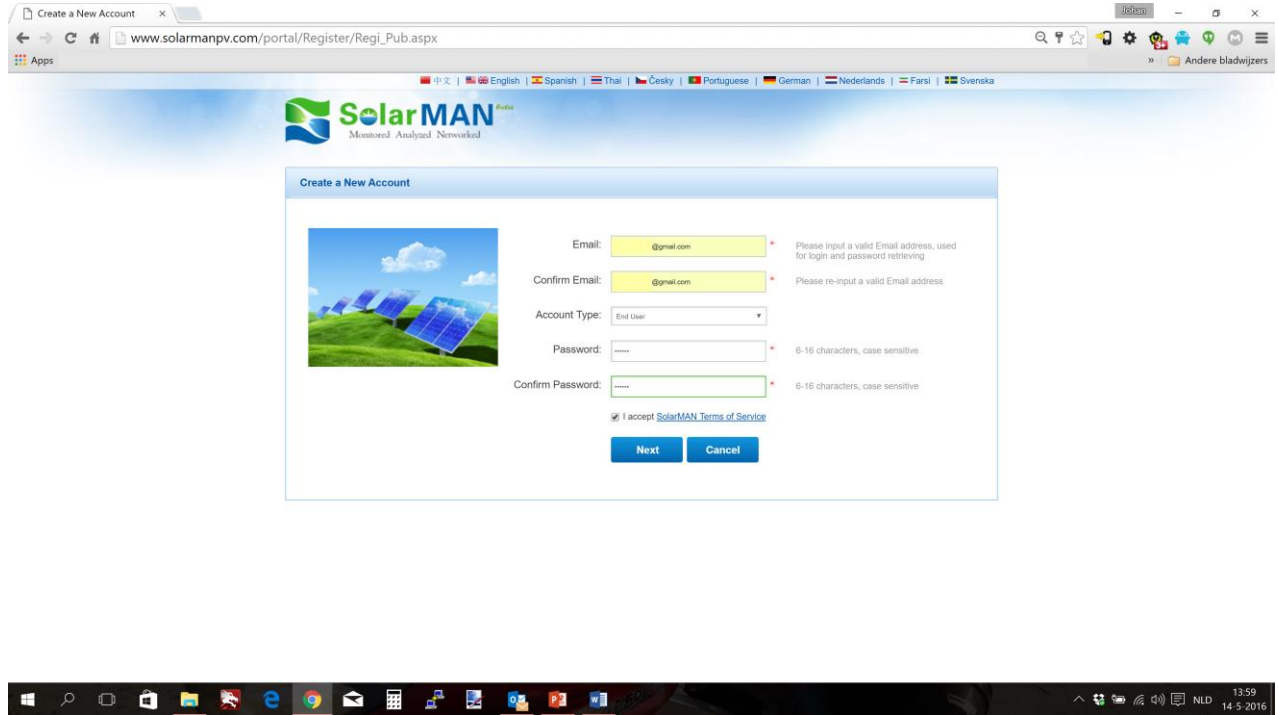 Create a New Account
Johan
www.solarmanpv.com/portal/Register/Regi_Pub.aspx
Apps
» Andere bladwijzers
中文 | English | Spanish | Thai | Česky | Portuguese | German | Nederlands | Farsi | Svenska
SolarMAN Beta
Monitored Analyzed Networked
Create a New Account
Email: @gmail.com * Please input a valid Email address, used
for login and password retrieving
Confirm Email: @gmail.com * Please re-input a valid Email address
Account Type: End User
Password: •••••• * 6-16 characters, case sensitive
Confirm Password: •••••• * 6-16 characters, case sensitive
I accept SolarMAN Terms of Service
Next Cancel
NLD
13:59
14-5-2016